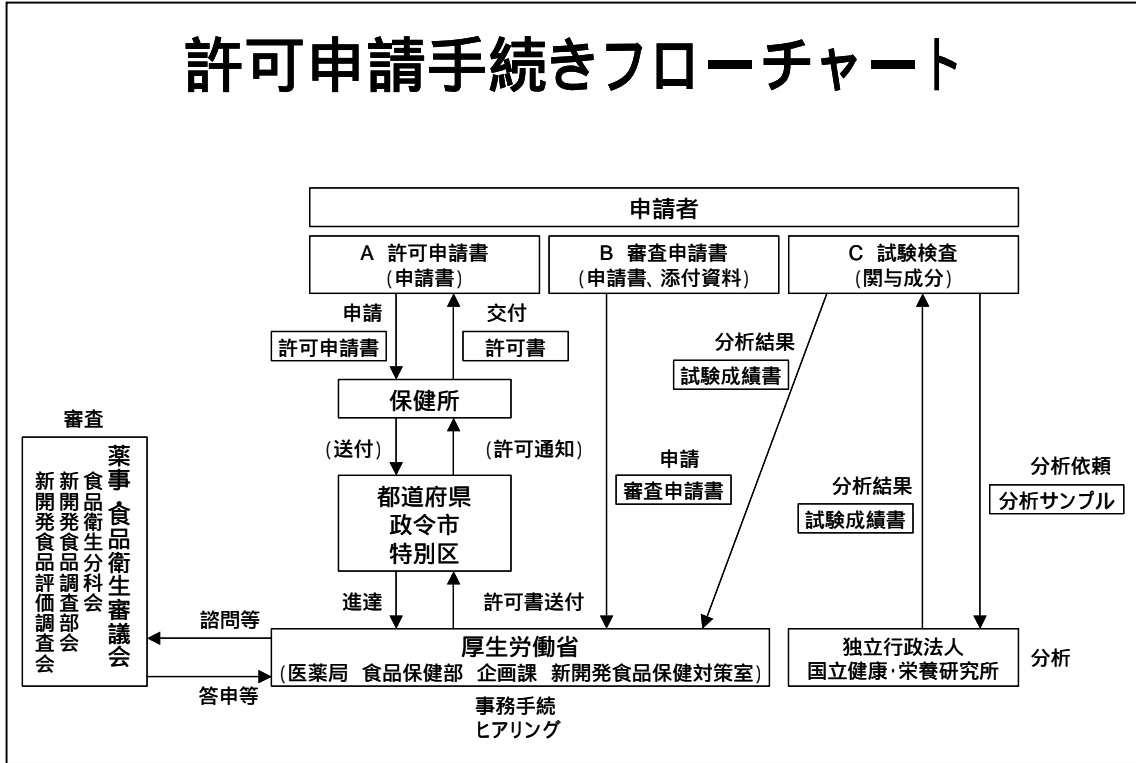 許可申請手続きフローチャート
申請者
A 許可申請書
(申請書)
B 審査申請書
(申請書、添付資料)
C 試験検査
(関与成分)
申請
許可申請書
交付
許可書
分析結果
試験成績書
保健所
審査
(送付)
(許可通知)
申請
審査申請書
分析結果
試験成績書
分析依頼
分析サンプル
薬事・食品衛生審議会
食品衛生分科会
新開発食品調査部会
新開発食品評価調査会
都道府県
政令市
特別区
進達
許可書送付
諮問等
答申等
厚生労働省
(医薬局 食品保健部 企画課 新開発食品保健対策室)
事務手続
ヒアリング
独立行政法人
国立健康・栄養研究所
分析